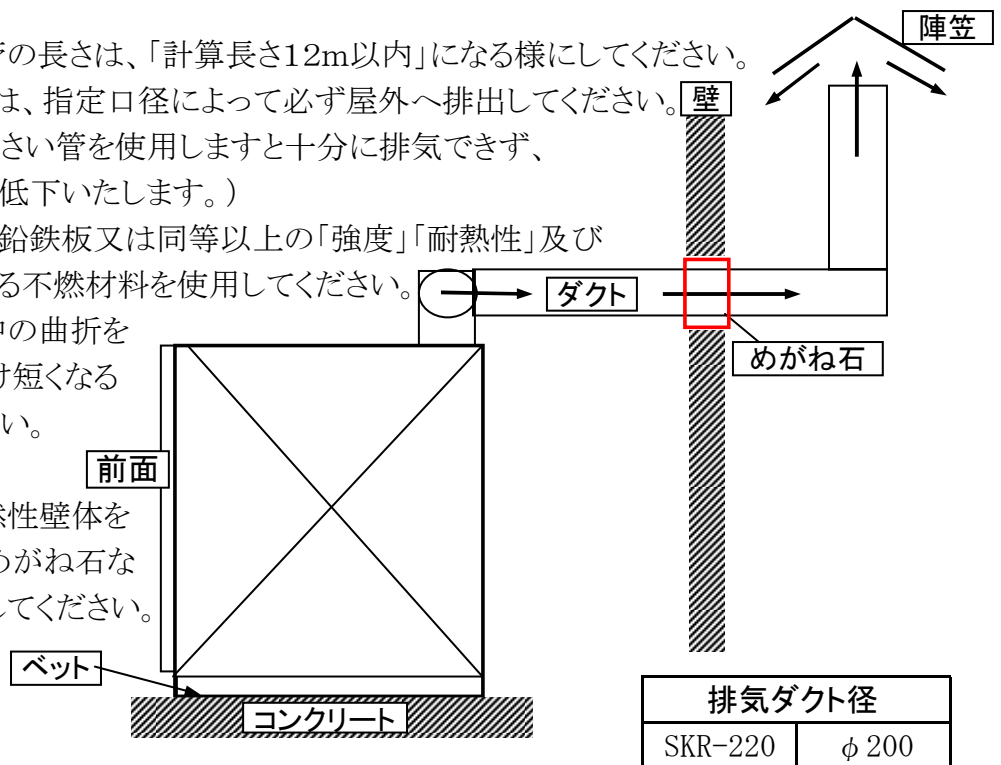 の長さは、「計算長さ12m以内」になる様にしてください。
は、指定口径によって必ず屋外へ排出してください。
さい管を使用しますと十分に排気できず、
低下いたします。)
鉛鉄板又は同等以上の「強度」「耐熱性」及び
る不燃材料を使用してください。
中の曲折を
け短くなる
い。
然性壁体を
めがね石な
してください。
陣笠
壁
ダクト
めがね石
前面
ベット
コンクリート
排気ダクト径
SKR-220 φ200